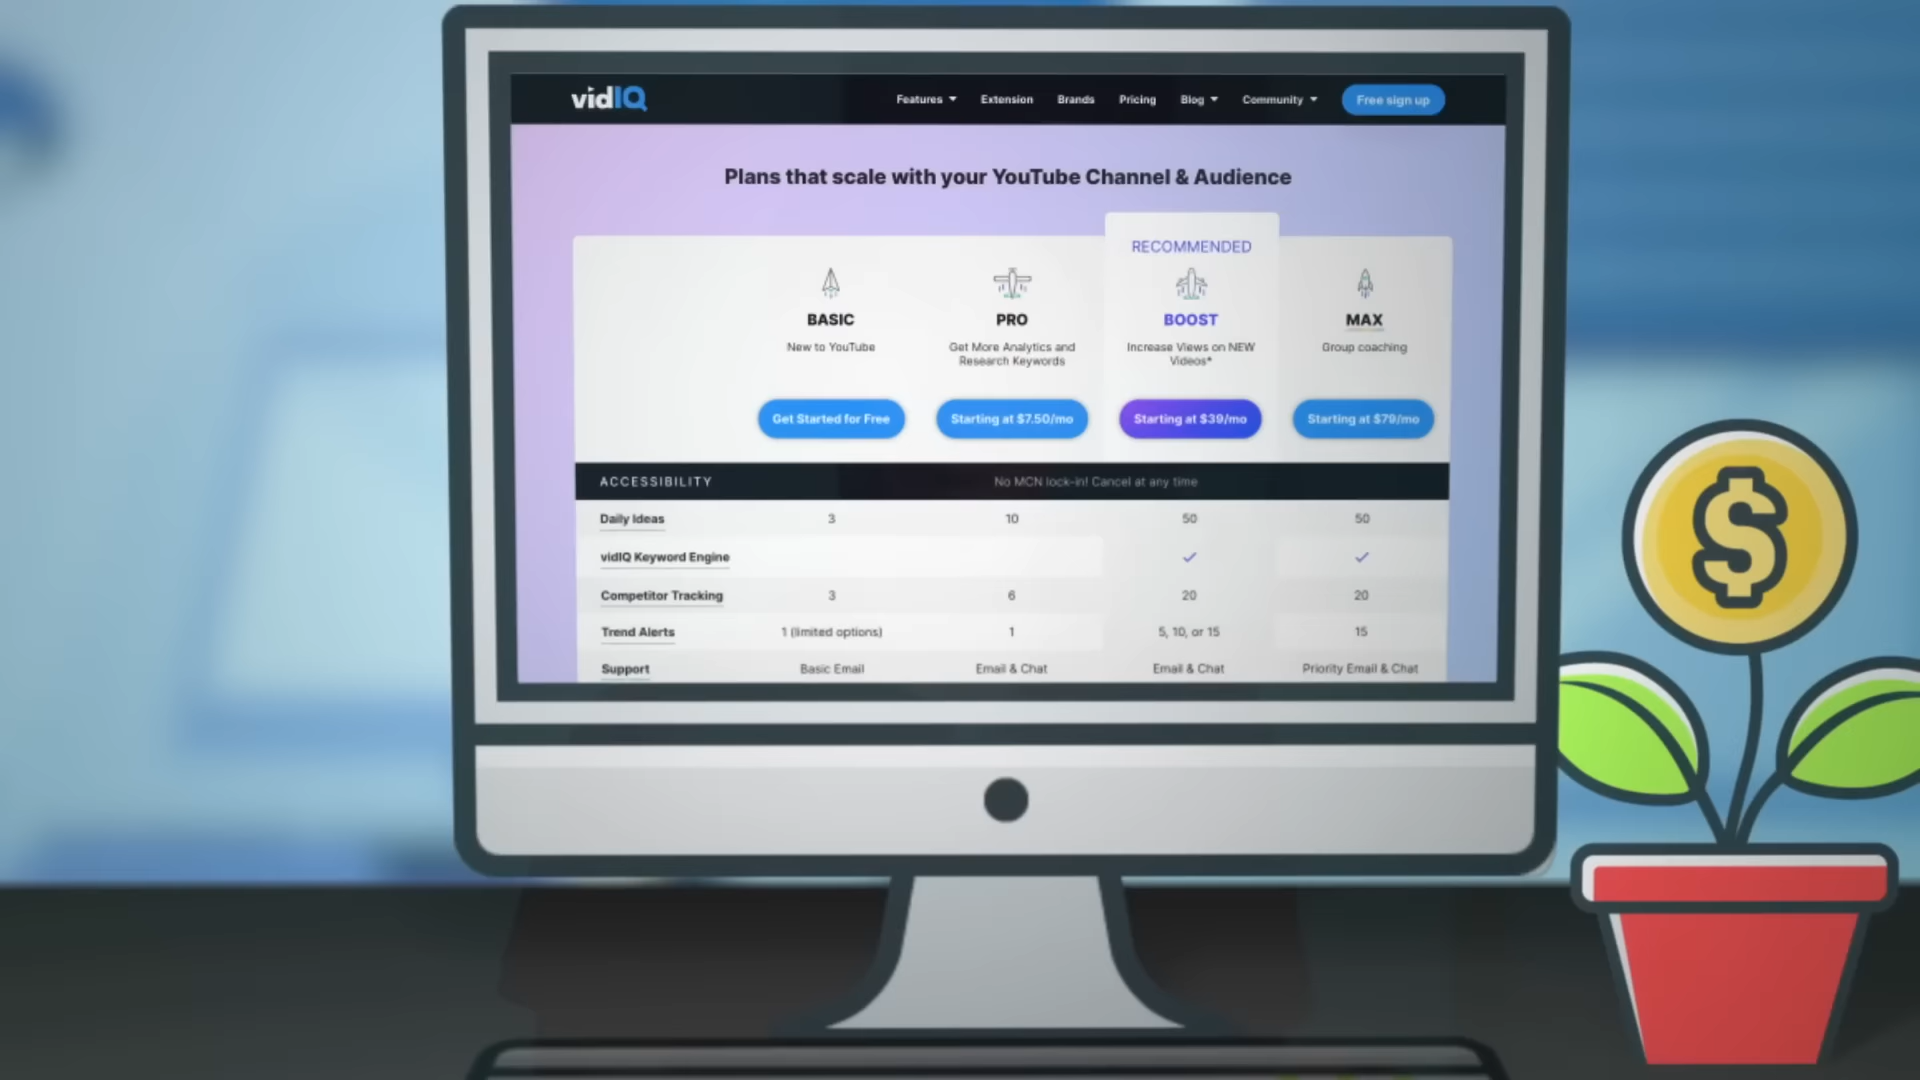 vidIQ
Features Extension Brands Pricing Blog Community Free sign up
Plans that scale with your YouTube Channel & Audience
RECOMMENDED
BASIC PRO BOOST MAX
New to YouTube
Get More Analytics and
Research Keywords
Increase Views on NEW
Videos*
Group coaching
Get Started for Free Starting at $7.50/mo Starting at $39/mo Starting at $79/mo
ACCESSIBILITY No MCN lock-in! Cancel at any time
Daily Ideas 3 10 50 50
vidIQ Keyword Engine
Competitor Tracking 3 6 20 20
Trend Alerts 1 (limited options) 1 5, 10, or 15 15
Support Basic Email Email & Chat Email & Chat Priority Email & Chat
$